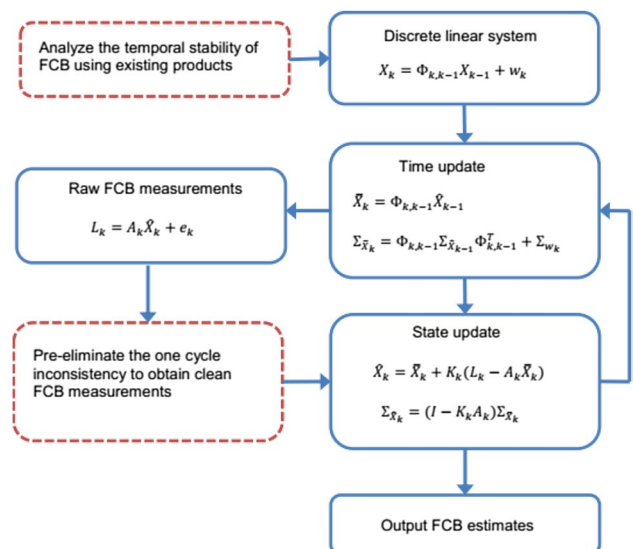 Analyze the temporal stability of
FCB using existing products
Discrete linear system
X_k = Φ_{k,k−1}X_{k−1} + w_k
Time update
X̄_k = Φ_{k,k−1}X̂_{k−1}
Σ_{X̄_k} = Φ_{k,k−1}Σ_{X̂_{k−1}}Φ^T_{k,k−1} + Σ_{w_k}
Raw FCB measurements
L_k = A_kX̂_k + e_k
Pre-eliminate the one cycle
inconsistency to obtain clean
FCB measurements
State update
X̂_k = X̄_k + K_k(L_k − A_kX̄_k)
Σ_{X̂_k} = (I − K_kA_k)Σ_{X̄_k}
Output FCB estimates